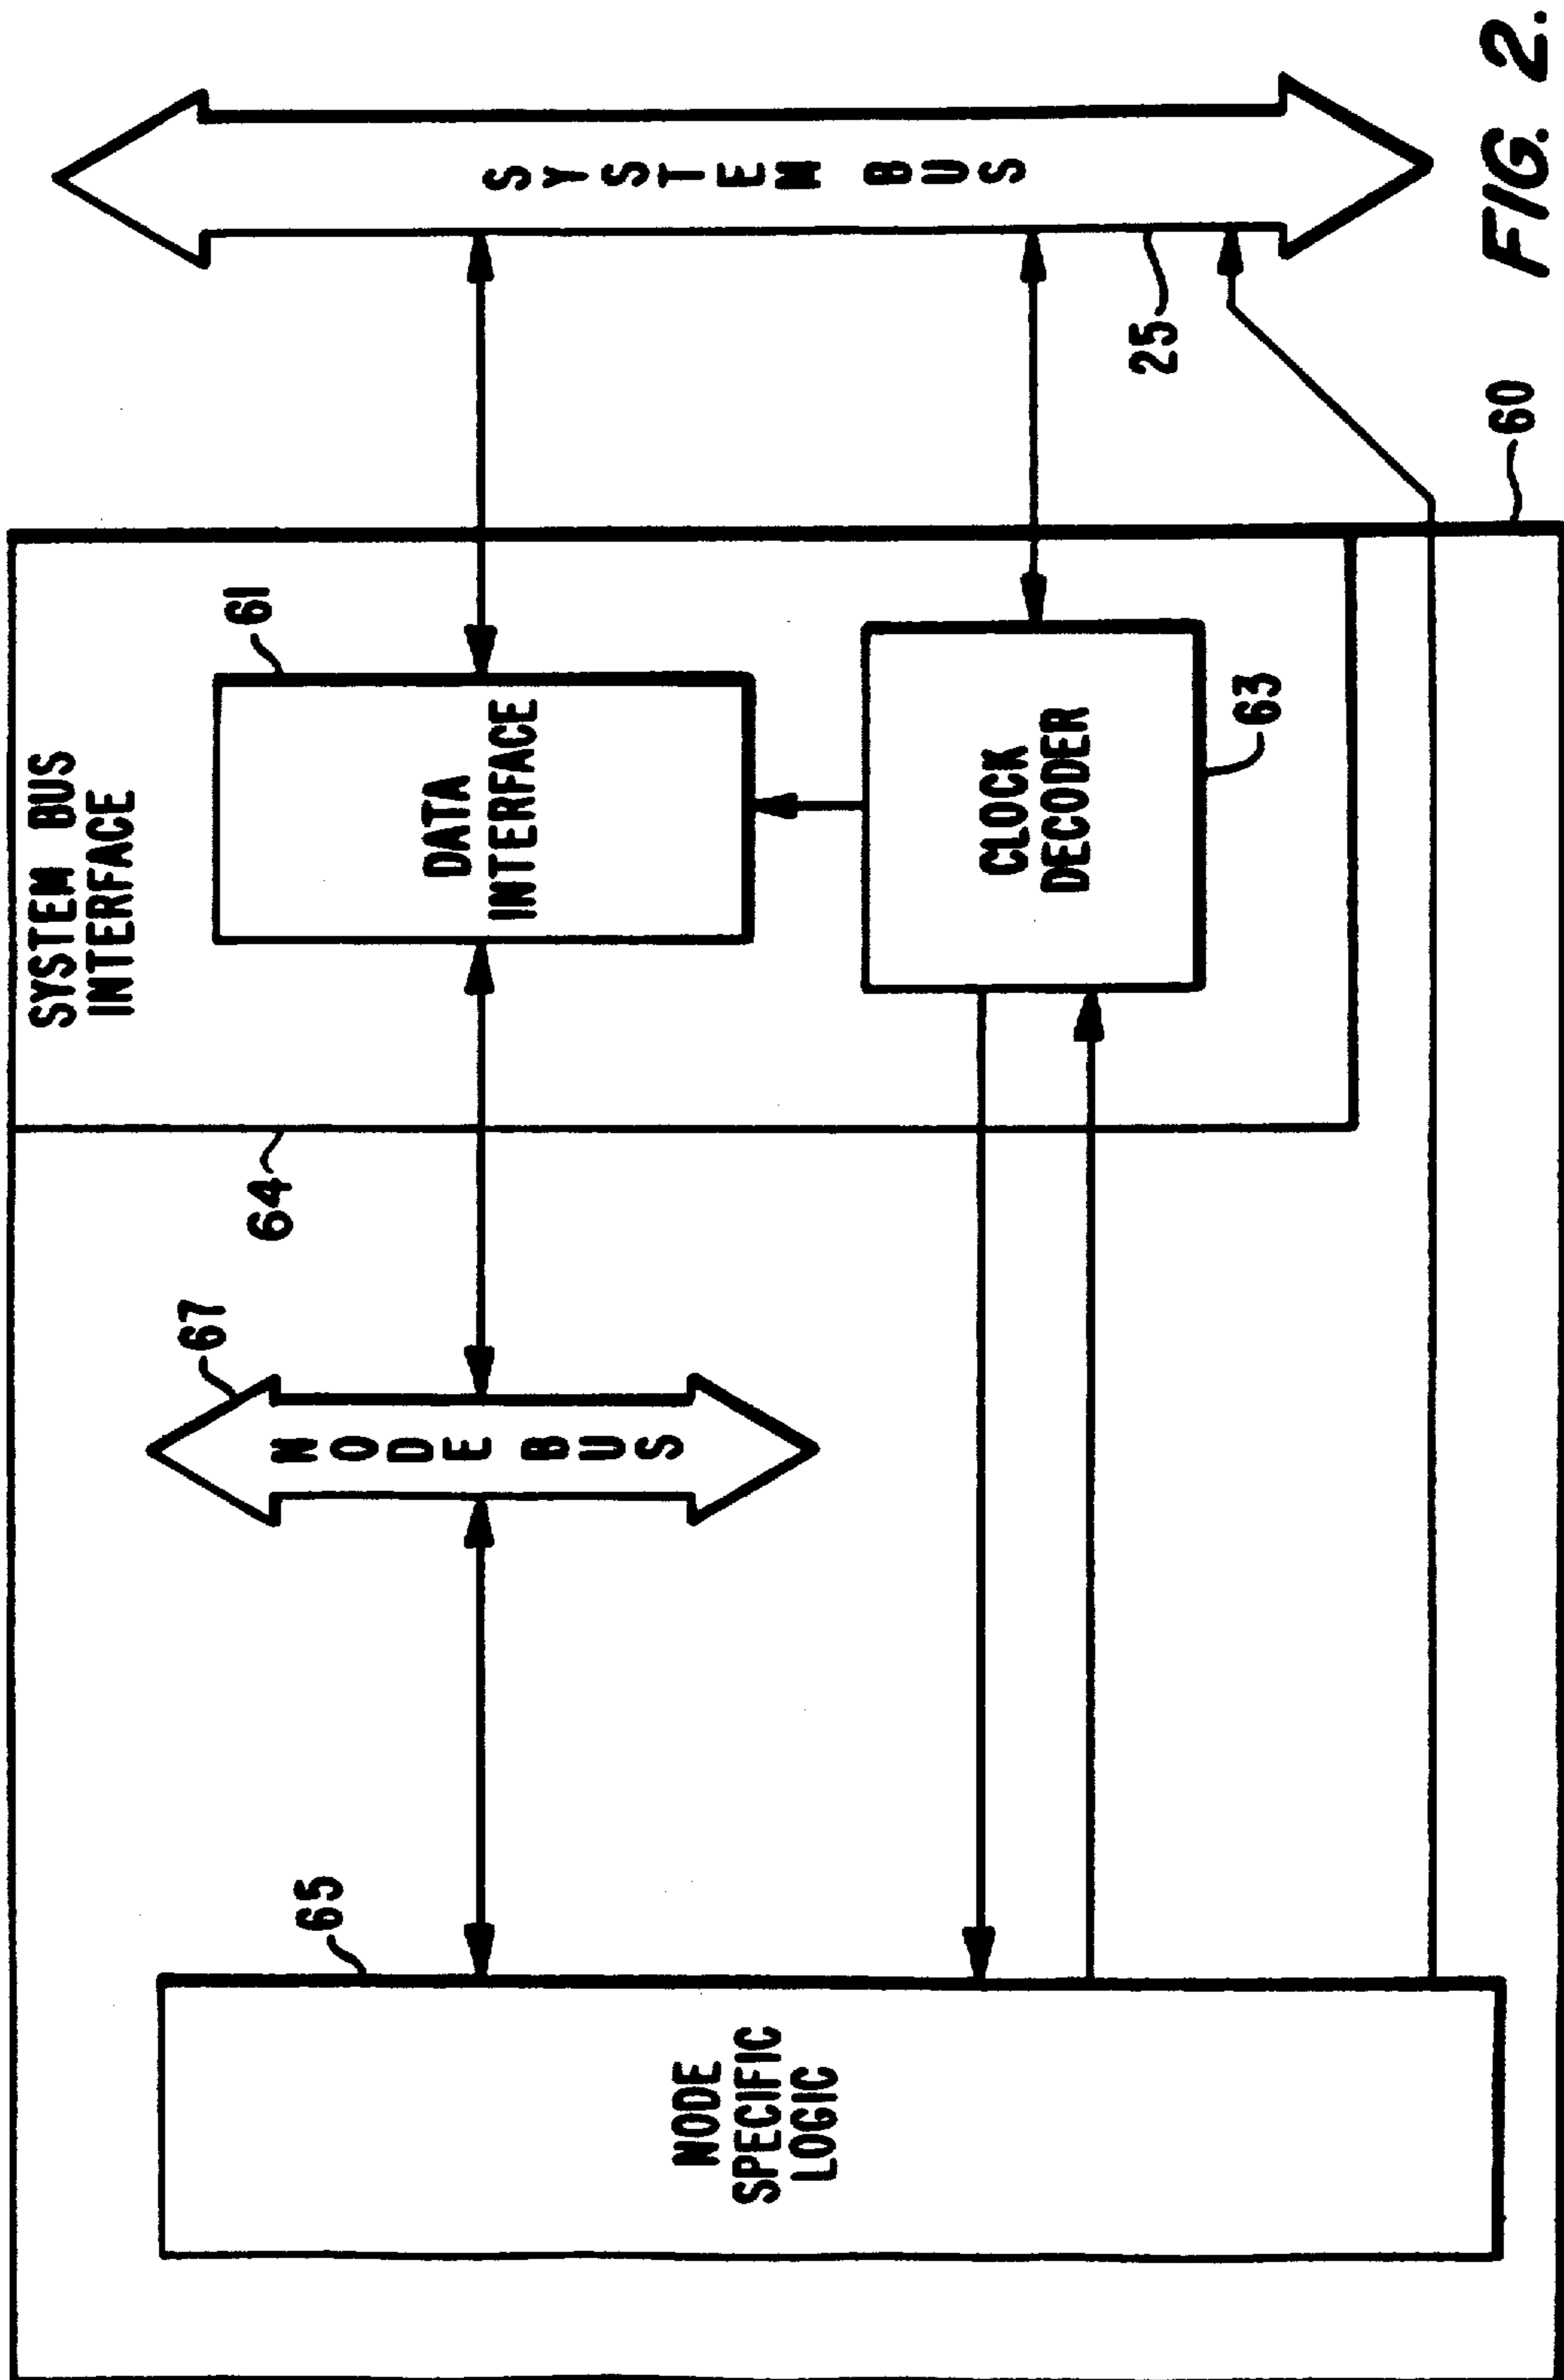 65
NODE
SPECIFIC
LOGIC
67
NODE BUS
64
SYSTEM BUS
INTERFACE
61
DATA
INTERFACE
CLOCK
DECODER
63
SYSTEM BUS
25
60
FIG. 2.